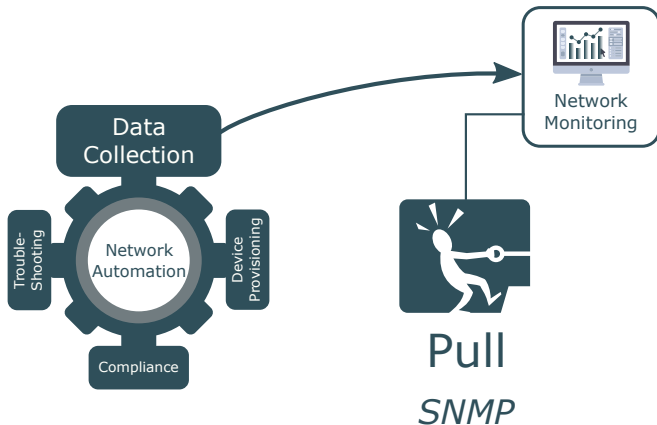 Data
Collection
Network
Monitoring
Trouble-
Shooting
Network
Automation
Device
Provisioning
Compliance
Pull
SNMP